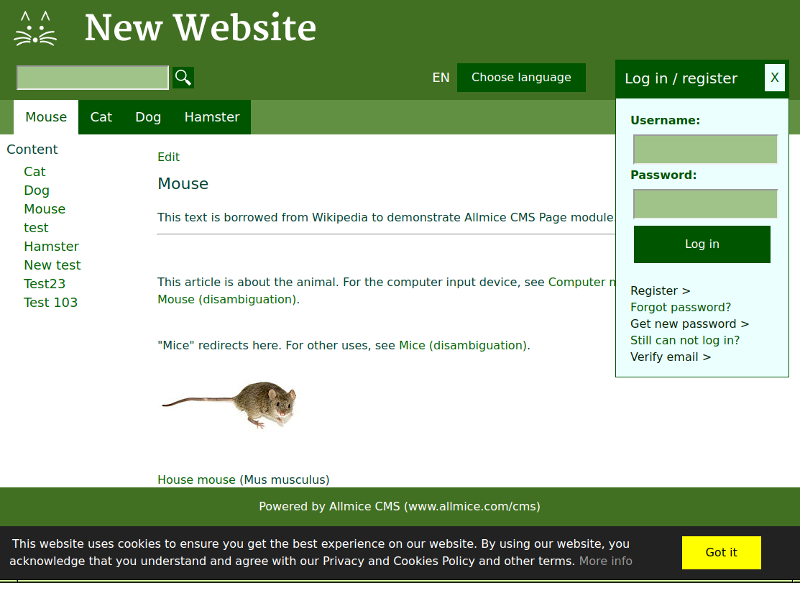 New Website
EN
Choose language
Log in / register
X
Mouse
Cat
Dog
Hamster
Content
Cat
Dog
Mouse
test
Hamster
New test
Test23
Test 103
Edit
Mouse
This text is borrowed from Wikipedia to demonstrate Allmice CMS Page module
This article is about the animal. For the computer input device, see Computer
Mouse (disambiguation).
"Mice" redirects here. For other uses, see Mice (disambiguation).
House mouse (Mus musculus)
Username:
Password:
Log in
Register >
Forgot password?
Get new password >
Still can not log in?
Verify email >
Powered by Allmice CMS (www.allmice.com/cms)
This website uses cookies to ensure you get the best experience on our website. By using our website, you
acknowledge that you understand and agree with our Privacy and Cookies Policy and other terms. More info
Got it